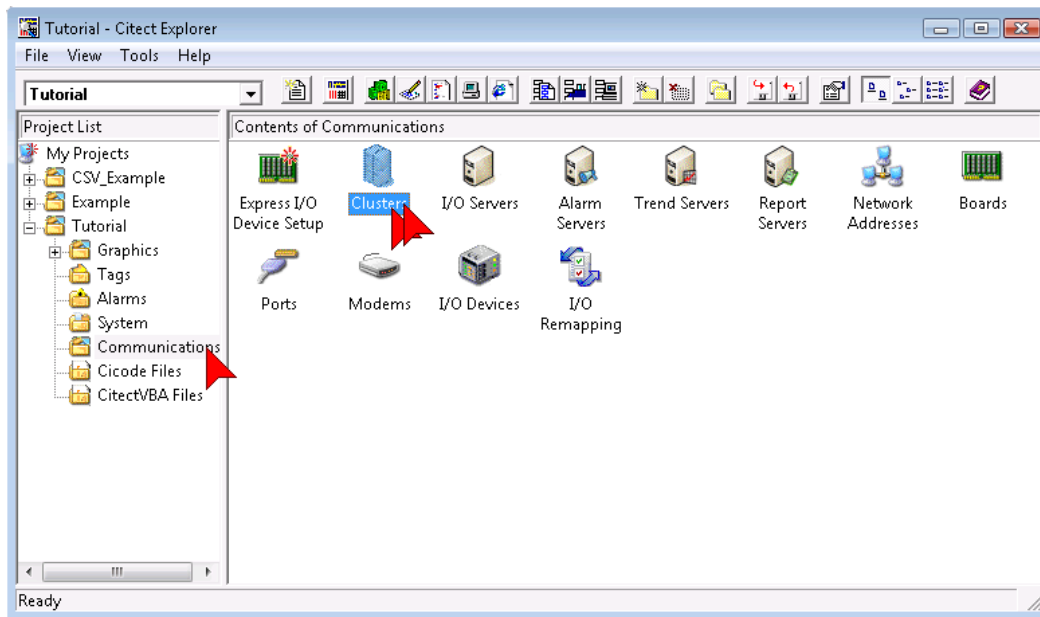 Tutorial - Citect Explorer
File View Tools Help
Tutorial
Project List
Contents of Communications
My Projects
CSV_Example
Example
Tutorial
Graphics
Tags
Alarms
System
Communications
Cicode Files
CitectVBA Files
Express I/O
Device Setup
Clusters
I/O Servers
Alarm
Servers
Trend Servers
Report
Servers
Network
Addresses
Boards
Ports
Modems
I/O Devices
I/O
Remapping
Ready